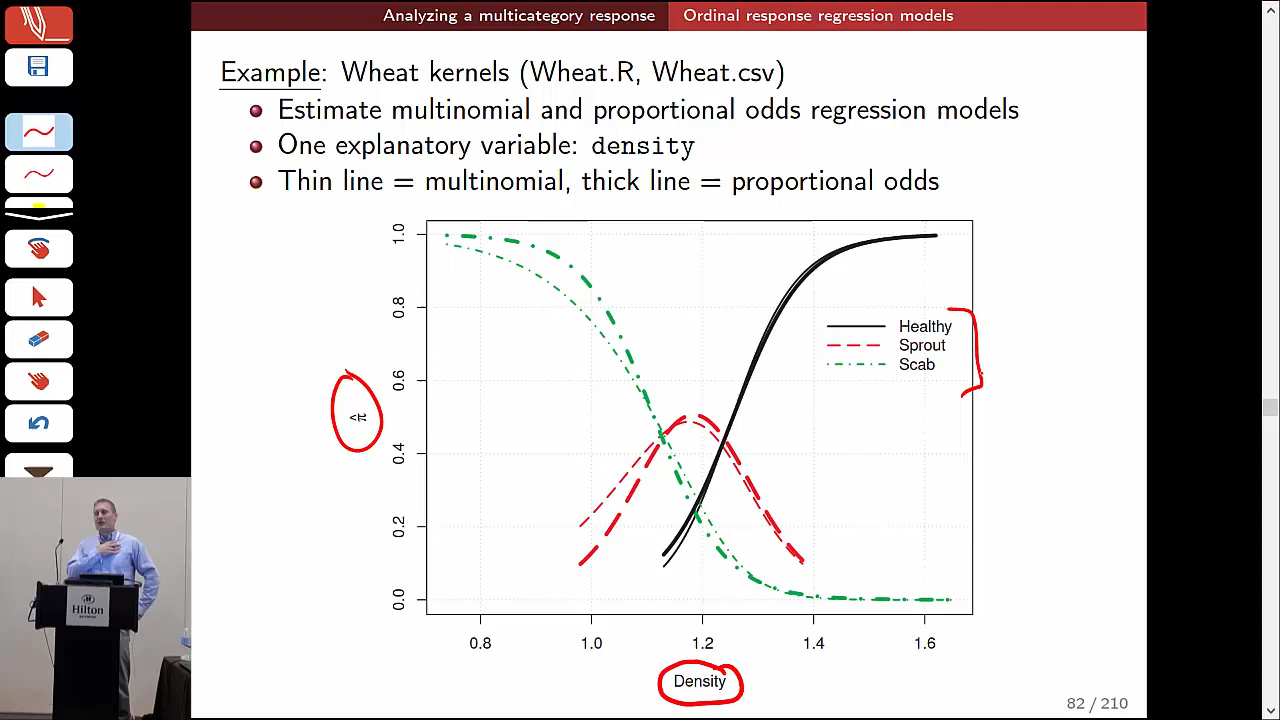 Analyzing a multicategory response
Ordinal response regression models
Example: Wheat kernels (Wheat.R, Wheat.csv)
Estimate multinomial and proportional odds regression models
One explanatory variable: density
Thin line = multinomial, thick line = proportional odds
1.0
0.8
0.6
0.4
0.2
0.0
π^
Healthy
Sprout
Scab
0.8 1.0 1.2 1.4 1.6
Density
Hilton
82 / 210